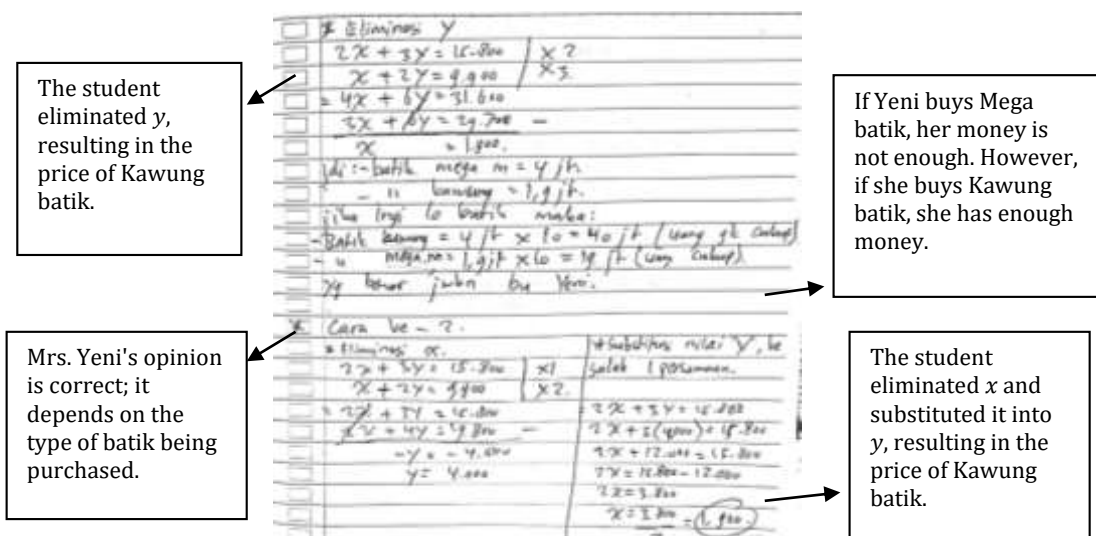 The student
eliminated y,
resulting in the
price of Kawung
batik.
Mrs. Yeni's opinion
is correct; it
depends on the
type of batik being
purchased.
* Eliminasi y
2x + 3y = 15.800 | x 2
x + 2y = 9.900 | x 3
= 4x + 6y = 31.600
3x + 6y = 29.700 -
x = 1.900.
Jdi :- batik mega m = 4 jt.
- " kawung = 1,9 jt.
jika ingi 10 batik maka:
- Batik kawung = 4 jt x 10 = 40 jt (uang gk cukup)
- " mega.m = 1,9 jt x 10 = 19 jt (uang cukup)
yg benar jwbn bu Yeni.
* Cara ke - 2.
* Eliminasi x.
2x + 3y = 15.800 | x1
x + 2y = 9900 | x2.
= 2x + 3y = 15.800
2x + 4y = 19.800 -
-y = - 4.000
y = 4.000
* substitusi nilai y, ke
salah 1 persamaan.
= 2x + 3y = 15.800
2x + 3(4000) = 15.800
2x + 12.000 = 15.800
2x = 15.800 - 12.000
2x = 3.800
x = 3.800 = 1.900.
If Yeni buys Mega
batik, her money is
not enough. However,
if she buys Kawung
batik, she has enough
money.
The student
eliminated x and
substituted it into
y, resulting in the
price of Kawung
batik.